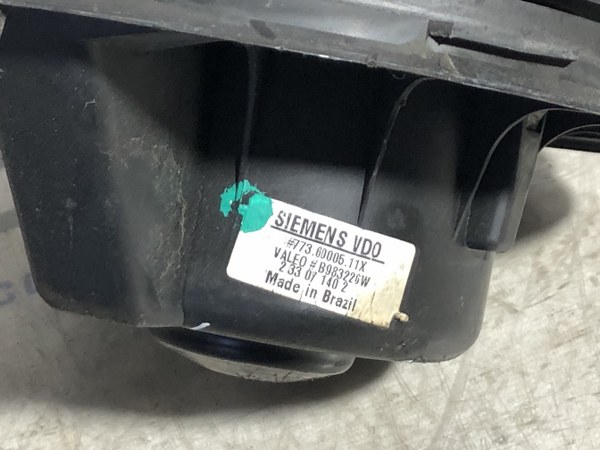 SIEMENS VDO
#773.60005.11X
VALEO # B983226W
2 33 07 140 2
Made in Brazil